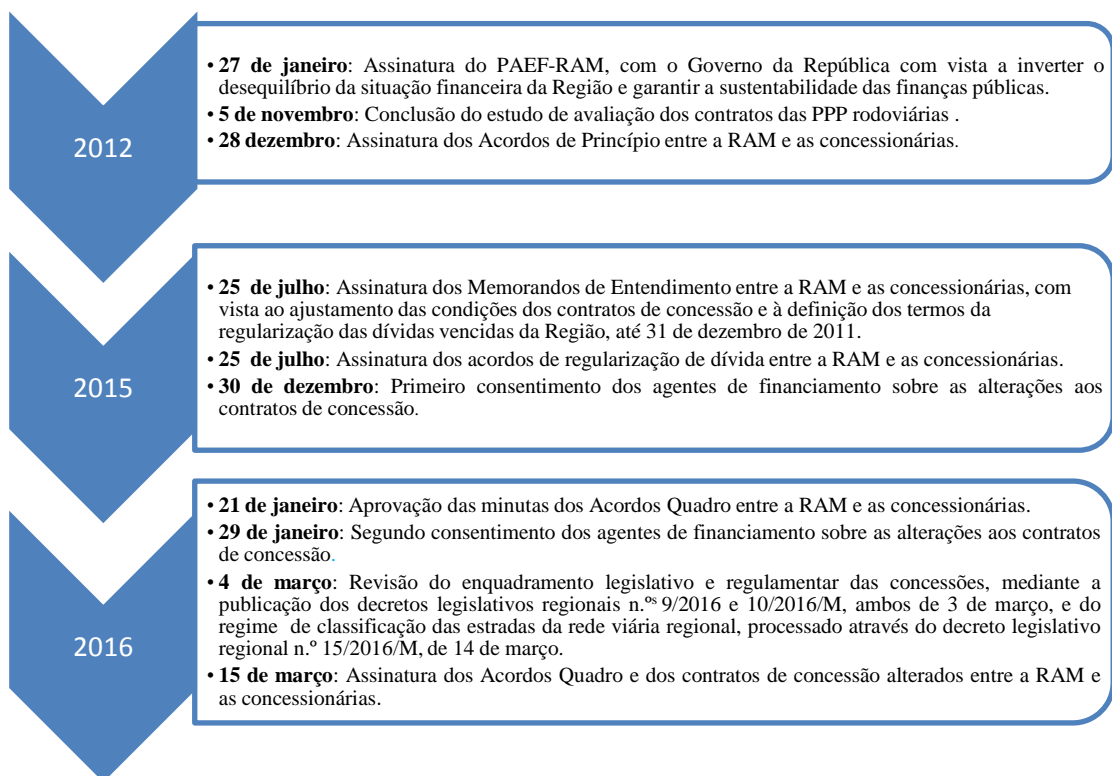 2012
• 27 de janeiro: Assinatura do PAEF-RAM, com o Governo da República com vista a inverter o
desequilíbrio da situação financeira da Região e garantir a sustentabilidade das finanças públicas.
• 5 de novembro: Conclusão do estudo de avaliação dos contratos das PPP rodoviárias .
• 28 dezembro: Assinatura dos Acordos de Princípio entre a RAM e as concessionárias.
2015
• 25 de julho: Assinatura dos Memorandos de Entendimento entre a RAM e as concessionárias, com
vista ao ajustamento das condições dos contratos de concessão e à definição dos termos da
regularização das dívidas vencidas da Região, até 31 de dezembro de 2011.
• 25 de julho: Assinatura dos acordos de regularização de dívida entre a RAM e as concessionárias.
• 30 de dezembro: Primeiro consentimento dos agentes de financiamento sobre as alterações aos
contratos de concessão.
2016
• 21 de janeiro: Aprovação das minutas dos Acordos Quadro entre a RAM e as concessionárias.
• 29 de janeiro: Segundo consentimento dos agentes de financiamento sobre as alterações aos contratos
de concessão.
• 4 de março: Revisão do enquadramento legislativo e regulamentar das concessões, mediante a
publicação dos decretos legislativos regionais n.ºs 9/2016 e 10/2016/M, ambos de 3 de março, e do
regime de classificação das estradas da rede viária regional, processado através do decreto legislativo
regional n.º 15/2016/M, de 14 de março.
• 15 de março: Assinatura dos Acordos Quadro e dos contratos de concessão alterados entre a RAM e
as concessionárias.